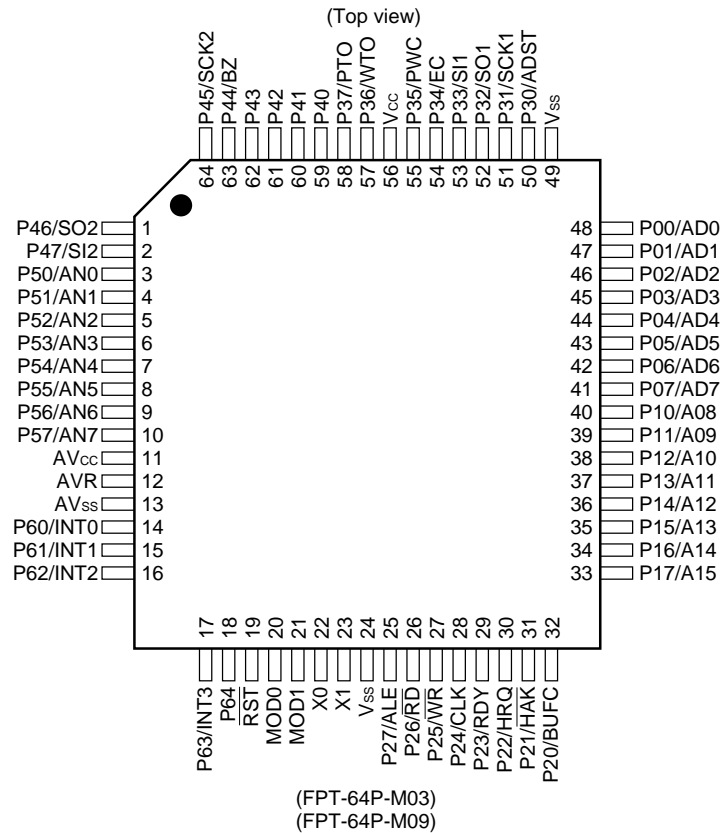 (Top view)
P45/SCK2
P44/BZ
P43
P42
P41
P40
P37/PTO
P36/WTO
Vcc
P35/PWC
P34/EC
P33/SI1
P32/SO1
P31/SCK1
P30/ADST
Vss
64
63
62
61
60
59
58
57
56
55
54
53
52
51
50
49
P46/SO2 1
P47/SI2 2
P50/AN0 3
P51/AN1 4
P52/AN2 5
P53/AN3 6
P54/AN4 7
P55/AN5 8
P56/AN6 9
P57/AN7 10
AVcc 11
AVR 12
AVss 13
P60/INT0 14
P61/INT1 15
P62/INT2 16
48 P00/AD0
47 P01/AD1
46 P02/AD2
45 P03/AD3
44 P04/AD4
43 P05/AD5
42 P06/AD6
41 P07/AD7
40 P10/A08
39 P11/A09
38 P12/A10
37 P13/A11
36 P14/A12
35 P15/A13
34 P16/A14
33 P17/A15
17
18
19
20
21
22
23
24
25
26
27
28
29
30
31
32
P63/INT3
P64
RST
MOD0
MOD1
X0
X1
Vss
P27/ALE
P26/RD
P25/WR
P24/CLK
P23/RDY
P22/HRQ
P21/HAK
P20/BUFC
(FPT-64P-M03)
(FPT-64P-M09)